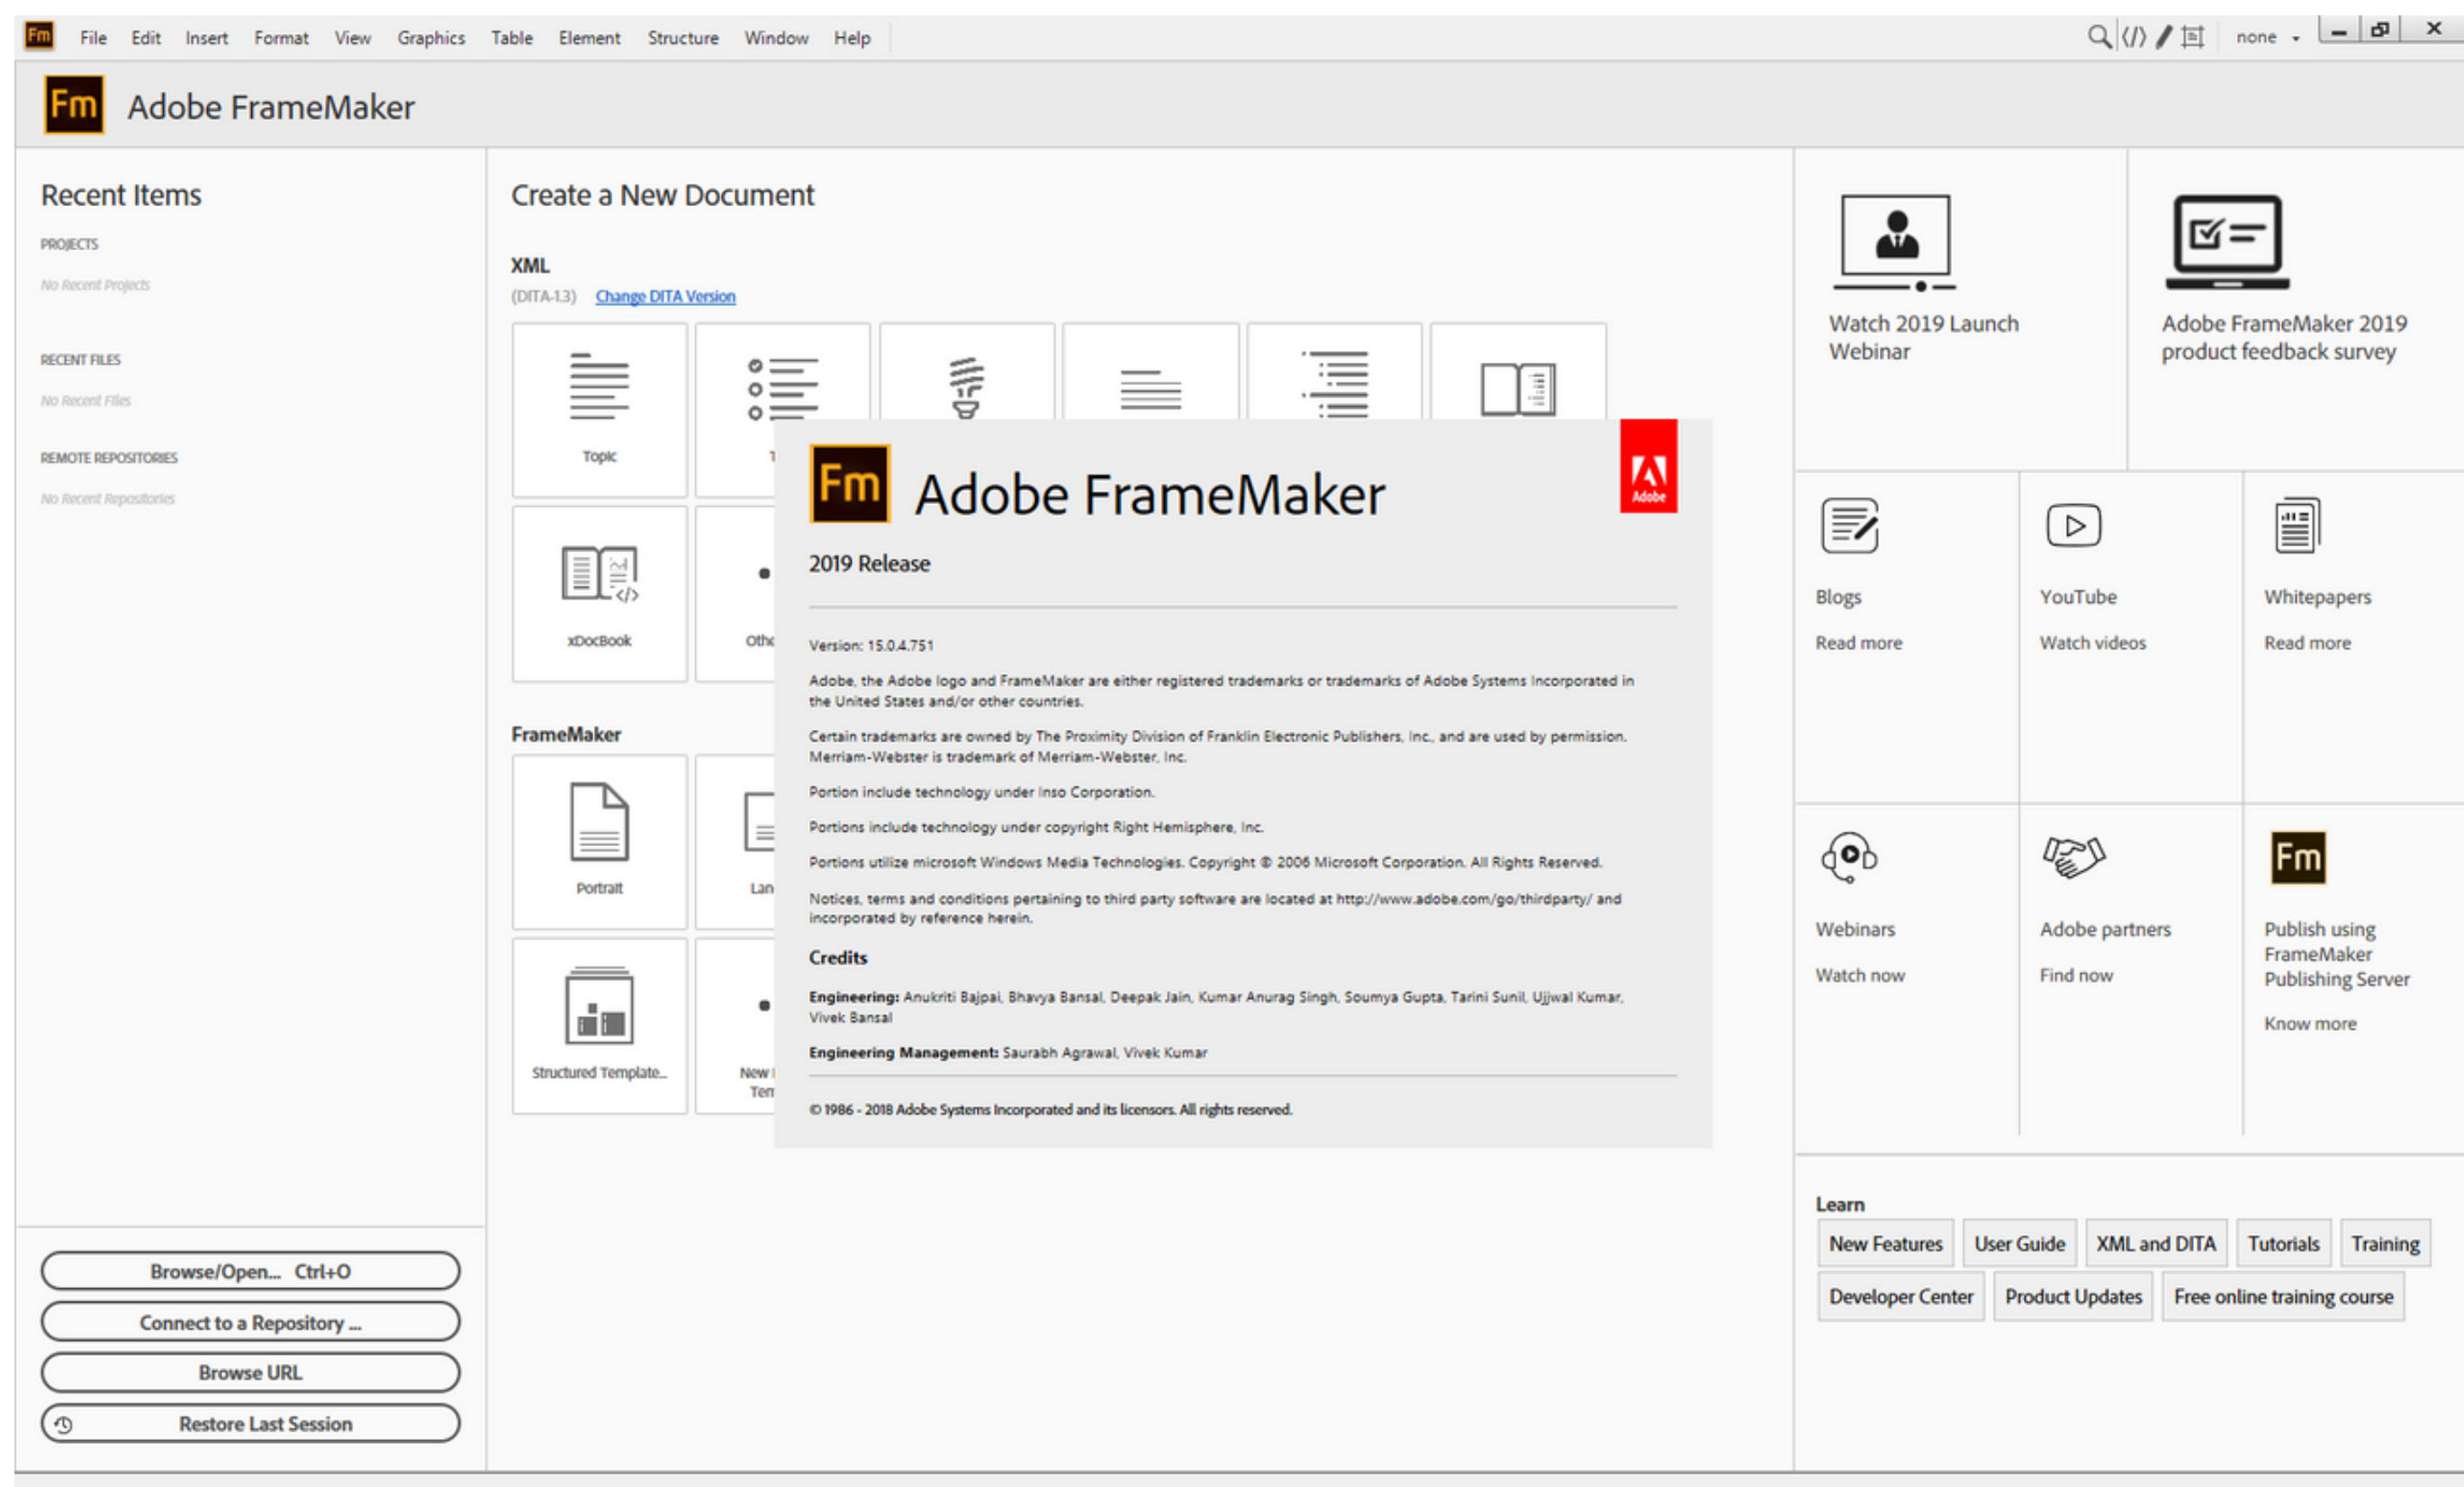 Fm File Edit Insert Format View Graphics Table Element Structure Window Help none
Fm Adobe FrameMaker
Recent Items
PROJECTS
No Recent Projects
RECENT FILES
No Recent Files
REMOTE REPOSITORIES
No Recent Repositories
Browse/Open... Ctrl+O
Connect to a Repository ...
Browse URL
Restore Last Session
Create a New Document
XML
(DITA-1.3) Change DITA Version
Topic
xDocBook
FrameMaker
Portrait
Structured Template...
New
Fm Adobe FrameMaker
Adobe
2019 Release
Version: 15.0.4.751
Adobe, the Adobe logo and FrameMaker are either registered trademarks or trademarks of Adobe Systems Incorporated in
the United States and/or other countries.
Certain trademarks are owned by The Proximity Division of Franklin Electronic Publishers, Inc., and are used by permission.
Merriam-Webster is trademark of Merriam-Webster, Inc.
Portion include technology under Inso Corporation.
Portions include technology under copyright Right Hemisphere, Inc.
Portions utilize microsoft Windows Media Technologies. Copyright © 2006 Microsoft Corporation. All Rights Reserved.
Notices, terms and conditions pertaining to third party software are located at http://www.adobe.com/go/thirdparty/ and
incorporated by reference herein.
Credits
Engineering: Anukriti Bajpai, Bhavya Bansal, Deepak Jain, Kumar Anurag Singh, Soumya Gupta, Tarini Sunil, Ujjwal Kumar,
Vivek Bansal
Engineering Management: Saurabh Agrawal, Vivek Kumar
© 1986 - 2018 Adobe Systems Incorporated and its licensors. All rights reserved.
Watch 2019 Launch
Webinar
Adobe FrameMaker 2019
product feedback survey
Blogs
Read more
YouTube
Watch videos
Whitepapers
Read more
Webinars
Watch now
Adobe partners
Find now
Fm
Publish using
FrameMaker
Publishing Server
Know more
Learn
New Features User Guide XML and DITA Tutorials Training
Developer Center Product Updates Free online training course